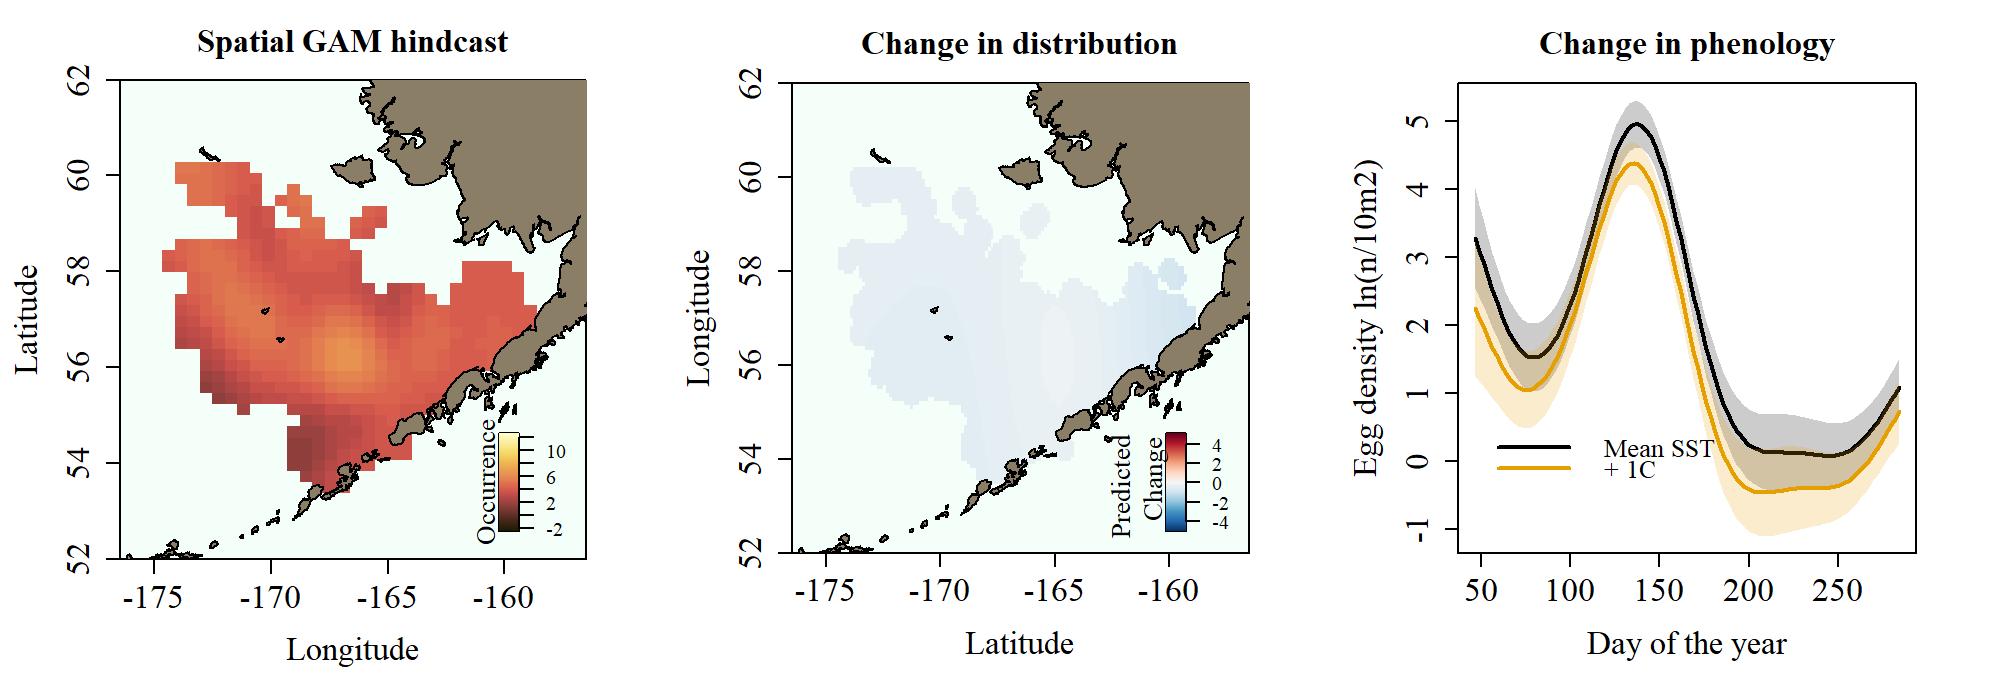 Spatial GAM hindcast
Latitude
62
60
58
56
54
52
-175 -170 -165 -160
Longitude
Occurrence
10
6
2
-2
Change in distribution
Longitude
62
60
58
56
54
52
-175 -170 -165 -160
Latitude
Predicted
Change
4
2
0
-2
-4
Change in phenology
Egg density ln(n/10m2)
5
4
3
2
1
0
-1
Mean SST
+ 1C
50 100 150 200 250
Day of the year